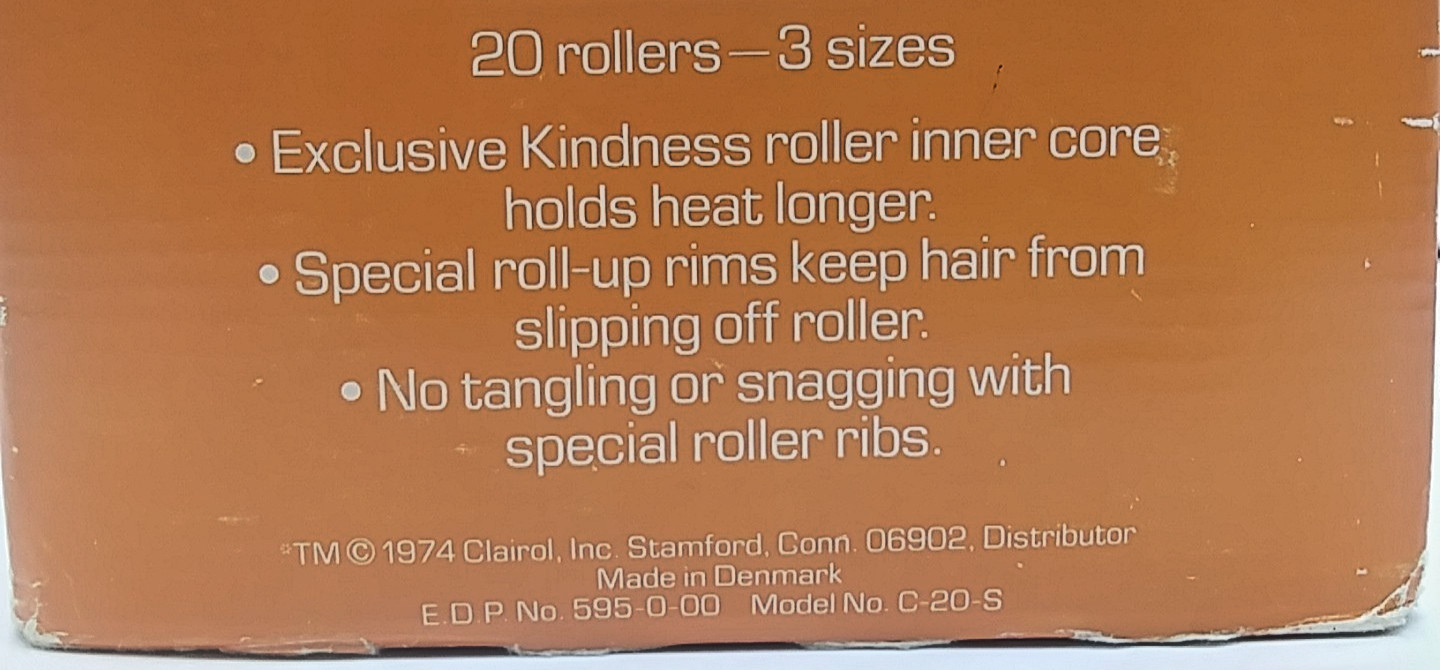 20 rollers—3 sizes
• Exclusive Kindness roller inner core
holds heat longer.
• Special roll-up rims keep hair from
slipping off roller.
• No tangling or snagging with
special roller ribs.
*TM © 1974 Clairol, Inc. Stamford, Conn. 06902, Distributor
Made in Denmark
E.D.P. No. 595-0-00 Model No. C-20-S